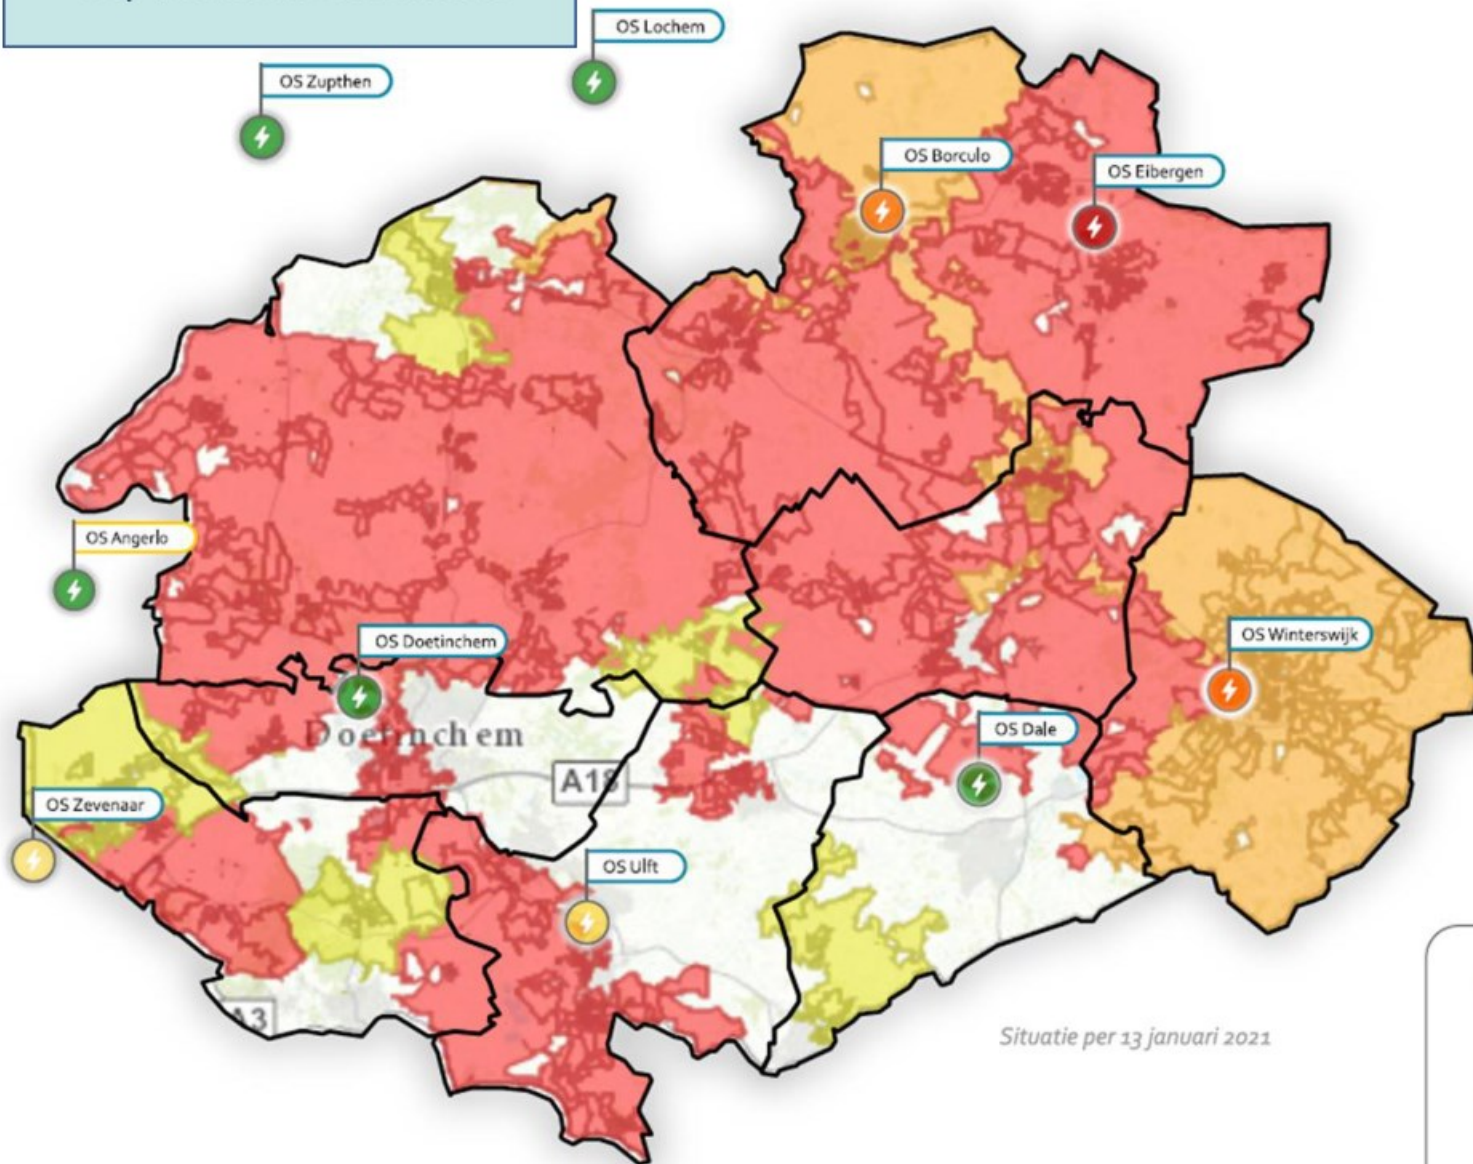 OS Lochem
OS Zupthen
OS Borculo
OS Eibergen
OS Angerlo
OS Doetinchem
OS Winterswijk
Doetinchem
OS Dale
A18
OS Zevenaar
OS Ulft
A3
Situatie per 13 januari 2021